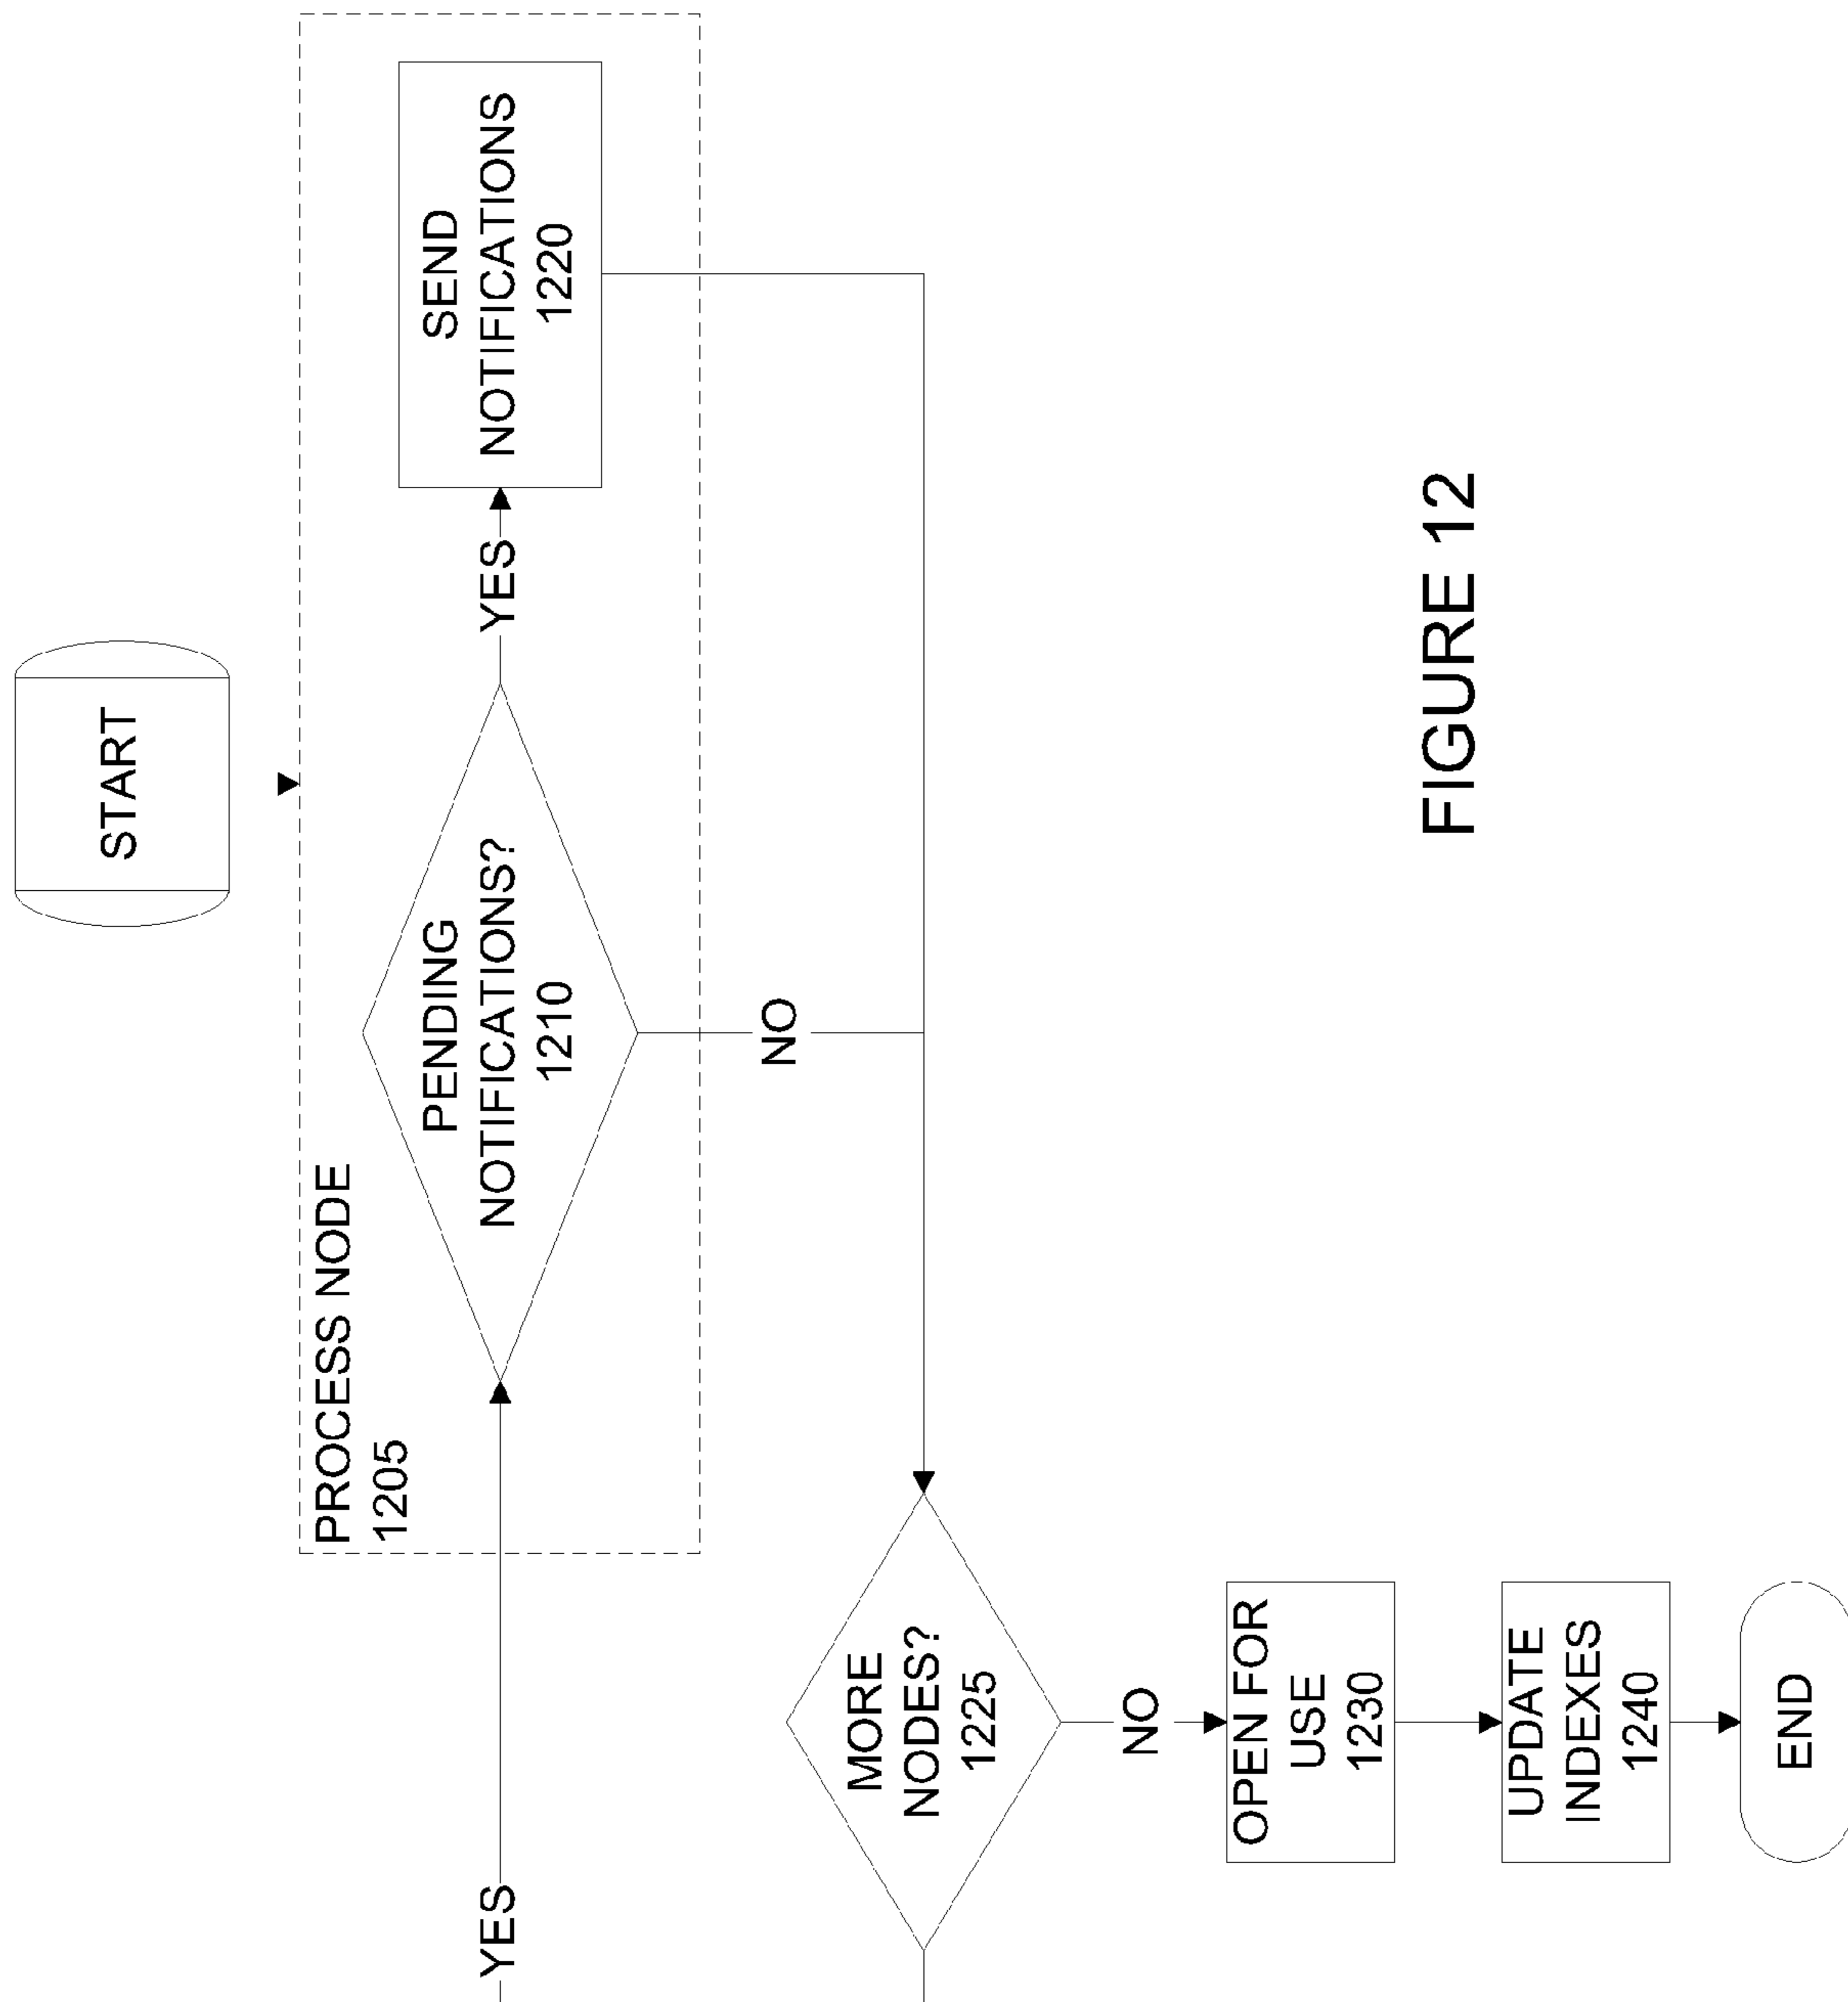 START
PROCESS NODE
1205
PENDING
NOTIFICATIONS?
1210
YES
SEND
NOTIFICATIONS
1220
NO
YES
MORE
NODES?
1225
NO
OPEN FOR
USE
1230
UPDATE
INDEXES
1240
END
FIGURE 12